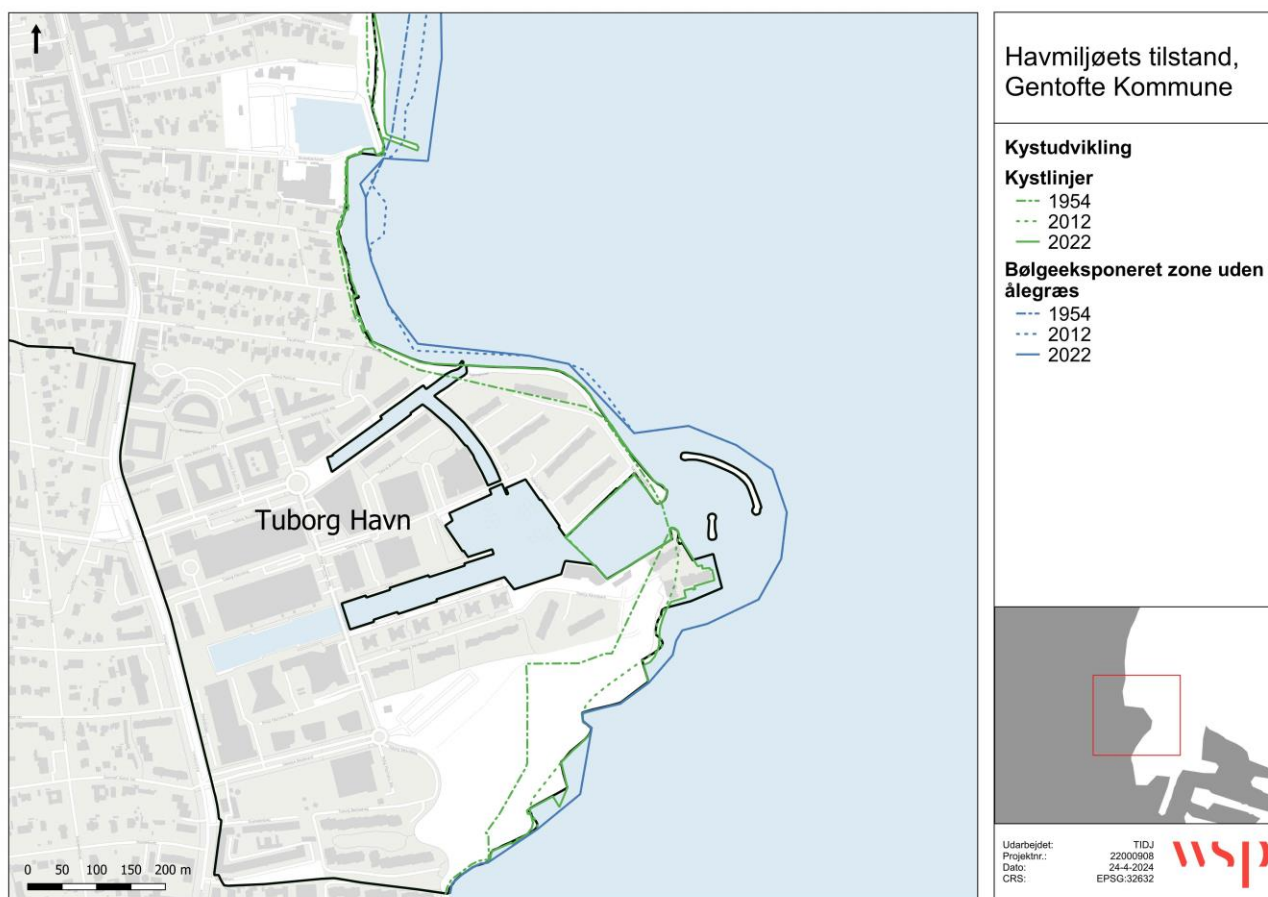 Tuborg Havn
0 50 100 150 200 m
Havmiljøets tilstand,
Gentofte Kommune
Kystudvikling
Kystlinjer
1954
2012
2022
Bølgeeksponeret zone uden
ålegræs
1954
2012
2022
Udarbejdet: TIDJ
Projektnr.: 22000908
Dato: 24-4-2024
CRS: EPSG:32632
wsp